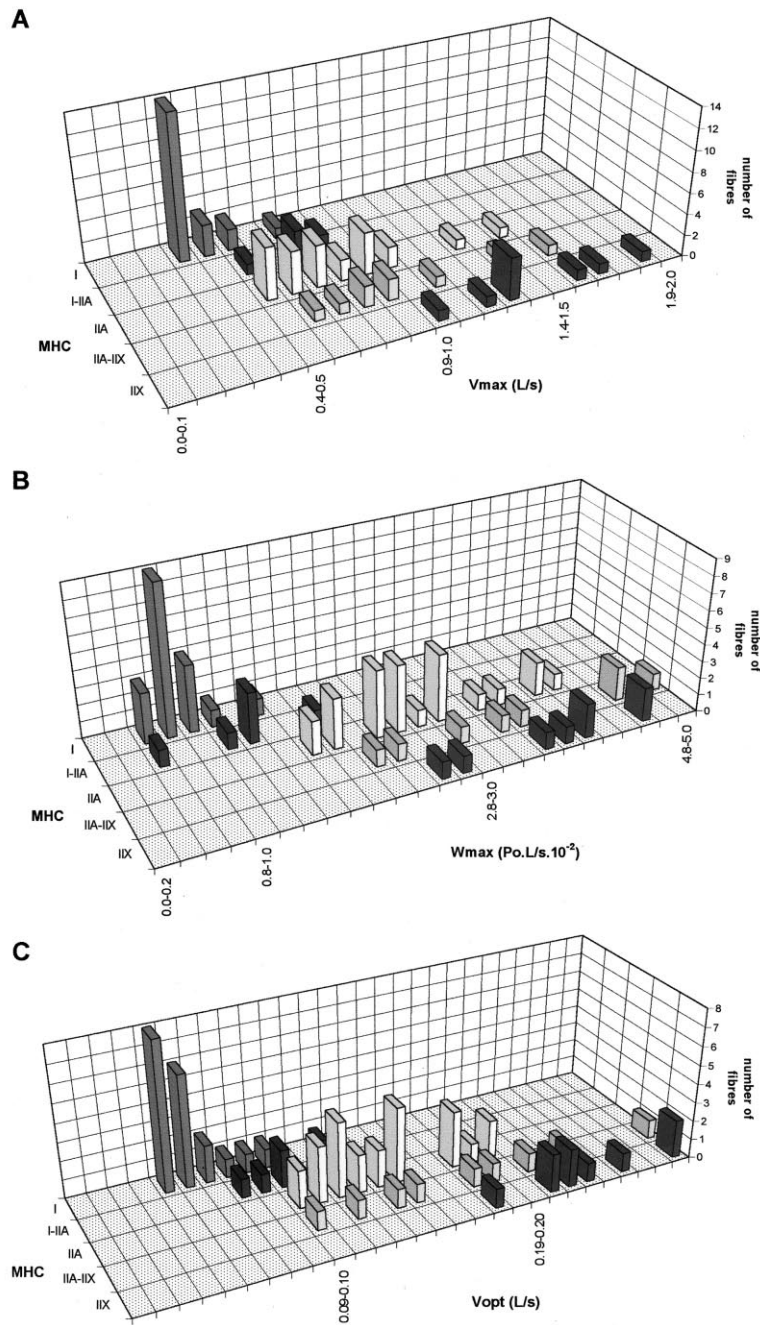 A
14
12
10
8
6
4
2
0
number of
fibres
I
I-IIA
IIA
IIA-IIX
IIX
MHC
0.0-0.1
0.4-0.5
0.9-1.0
1.4-1.5
1.9-2.0
Vmax (L/s)
B
9
8
7
6
5
4
3
2
1
0
number of
fibres
I
I-IIA
IIA
IIA-IIX
IIX
MHC
0.0-0.2
0.8-1.0
2.8-3.0
4.8-5.0
Wmax (Po.L/s.10⁻²)
C
8
7
6
5
4
3
2
1
0
number of
fibres
I
I-IIA
IIA
IIA-IIX
IIX
MHC
0.09-0.10
0.19-0.20
Vopt (L/s)